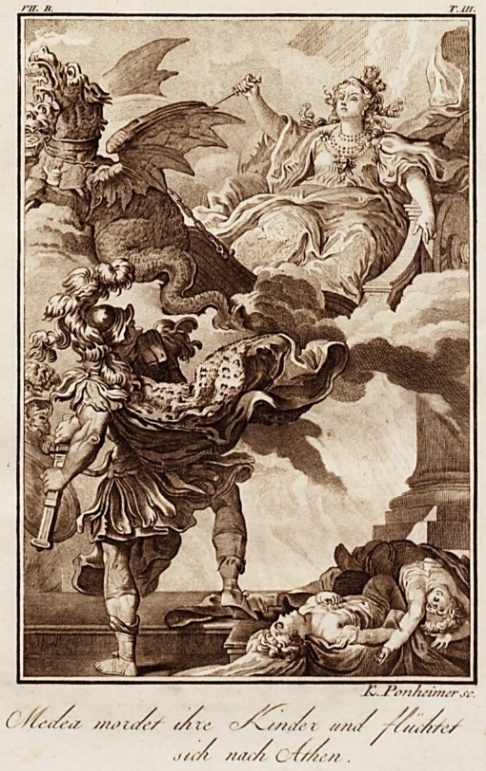 VII. B. T. III.
K. Ponheimer sc.
Medea mordet ihre Kinder und flüchtet
sich nach Athen.